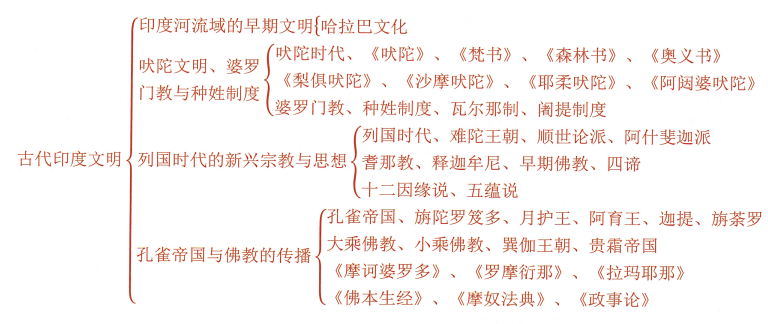 古代印度文明
印度河流域的早期文明{哈拉巴文化
吠陀文明、婆罗
门教与种姓制度
吠陀时代、《吠陀》、《梵书》、《森林书》、《奥义书》
《梨俱吠陀》、《沙摩吠陀》、《耶柔吠陀》、《阿闼婆吠陀》
婆罗门教、种姓制度、瓦尔那制、阇提制度
列国时代的新兴宗教与思想
列国时代、难陀王朝、顺世论派、阿什斐迦派
耆那教、释迦牟尼、早期佛教、四谛
十二因缘说、五蕴说
孔雀帝国与佛教的传播
孔雀帝国、旃陀罗笈多、月护王、阿育王、迦提、旃荼罗
大乘佛教、小乘佛教、巽伽王朝、贵霜帝国
《摩诃婆罗多》、《罗摩衍那》、《拉玛耶那》
《佛本生经》、《摩奴法典》、《政事论》